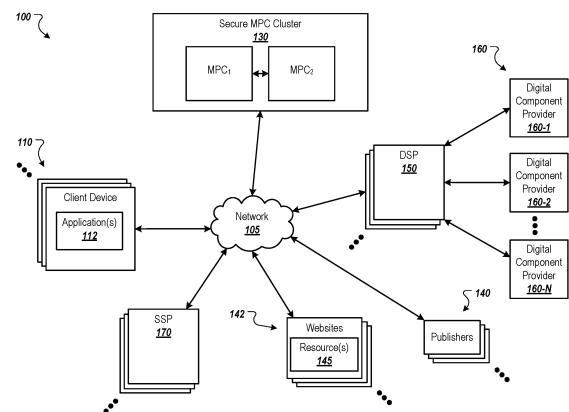 100
Secure MPC Cluster
130
MPC1
MPC2
160
Digital
Component
Provider
160-1
110
DSP
150
Digital
Component
Provider
160-2
Client Device
Application(s)
112
Network
105
Digital
Component
Provider
160-N
SSP
170
142
Websites
Resource(s)
145
140
Publishers